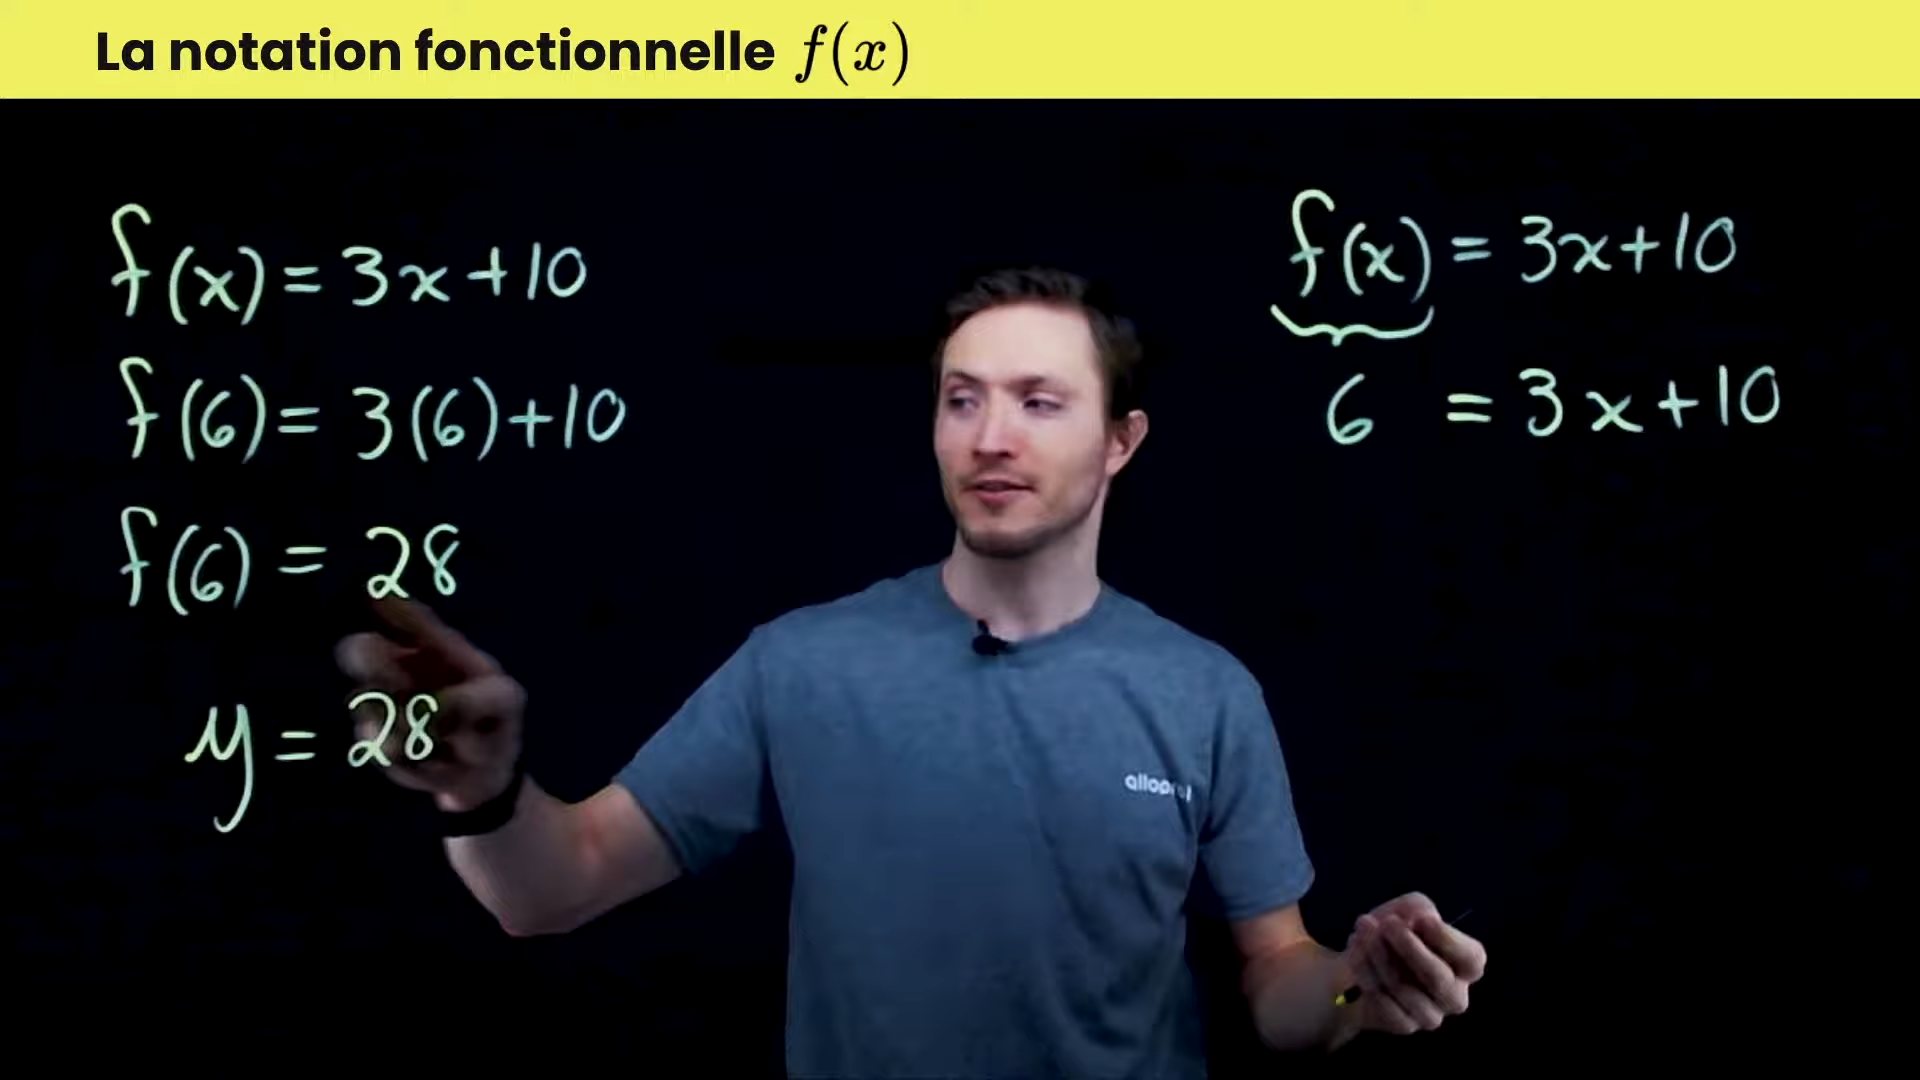 La notation fonctionnelle f(x)
f(x) = 3x + 10
f(6) = 3(6) + 10
f(6) = 28
y = 28
f(x) = 3x + 10
6 = 3x + 10